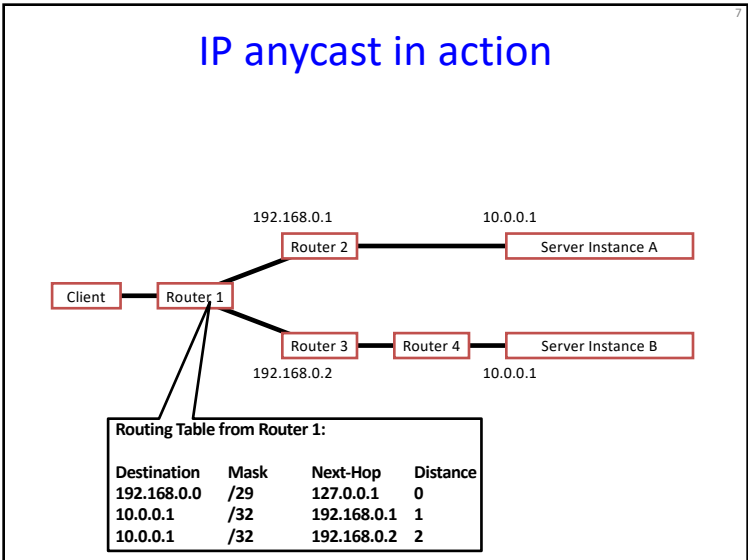 7
IP anycast in action
192.168.0.1 10.0.0.1
Router 2 Server Instance A
Client Router 1
Router 3 Router 4 Server Instance B
192.168.0.2 10.0.0.1
Routing Table from Router 1:
Destination Mask Next-Hop Distance
192.168.0.0 /29 127.0.0.1 0
10.0.0.1 /32 192.168.0.1 1
10.0.0.1 /32 192.168.0.2 2